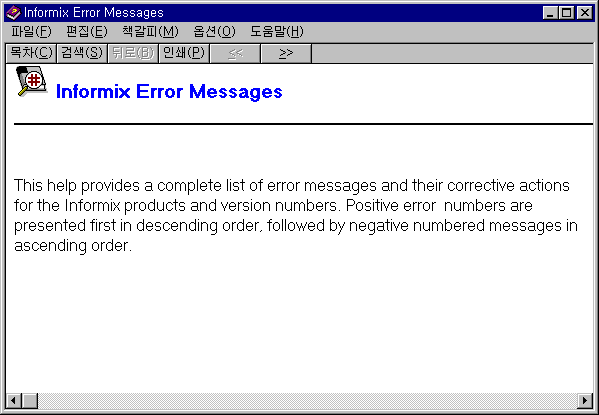 Informix Error Messages
파일(F) 편집(E) 책갈피(M) 옵션(O) 도움말(H)
목차(C) 검색(S) 뒤로(B) 인쇄(P) << >>
Informix Error Messages
This help provides a complete list of error messages and their corrective actions
for the Informix products and version numbers. Positive error  numbers are
presented first in descending order, followed by negative numbered messages in
ascending order.